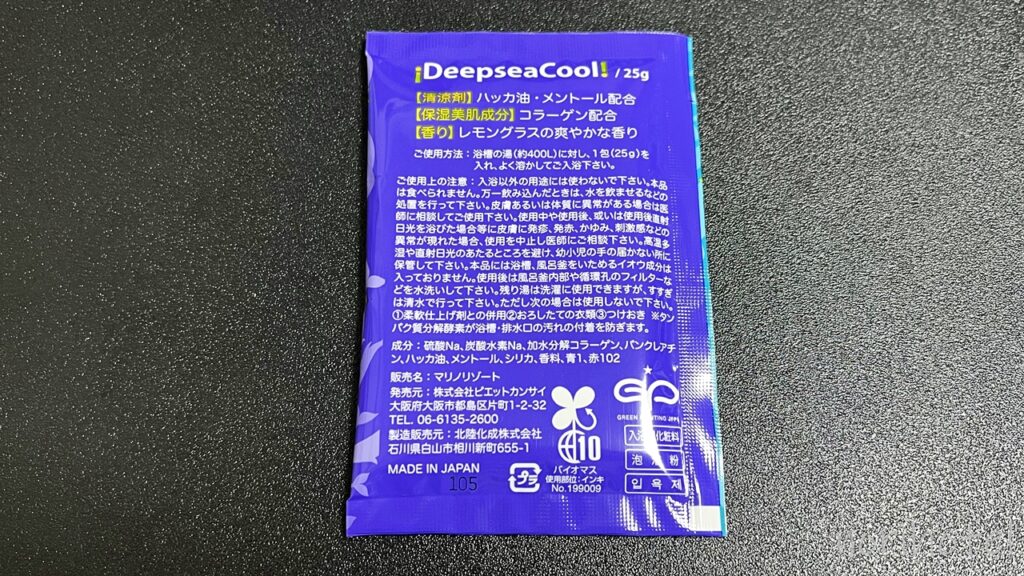 ¡DeepseaCool! / 25g
【清涼剤】ハッカ油・メントール配合
【保湿美肌成分】コラーゲン配合
【香り】レモングラスの爽やかな香り
ご使用方法：浴槽の湯(約400L)に対し、1包(25g)を
入れ、よく溶かしてご入浴下さい。
ご使用上の注意：入浴以外の用途には使わないで下さい。本品
は食べられません。万一飲み込んだときは、水を飲ませるなどの
処置を行って下さい。皮膚あるいは体質に異常がある場合は医
師に相談してご使用下さい。使用中や使用後、或いは使用後直射
日光を浴びた場合等に皮膚に発疹、発赤、かゆみ、刺激感などの
異常が現れた場合、使用を中止し医師にご相談下さい。高温多
湿や直射日光のあたるところを避け、幼小児の手の届かない所に
保管して下さい。本品には浴槽、風呂釜をいためるイオウ成分は
入っておりません。使用後は風呂釜内部や循環孔のフィルターな
どを水洗いして下さい。残り湯は洗濯に使用できますが、すすぎ
は清水で行って下さい。ただし次の場合は使用しないで下さい。
①柔軟仕上げ剤との併用②おろしたての衣類③つけおき ※タン
パク質分解酵素が浴槽・排水口の汚れの付着を防ぎます。
成分：硫酸Na、炭酸水素Na、加水分解コラーゲン、パンクレアチ
ン、ハッカ油、メントール、シリカ、香料、青1、赤102
販売名：マリノリゾート
発売元：株式会社ピエットカンサイ
大阪府大阪市都島区片町1-2-32
TEL. 06-6135-2600
製造販売元：北陸化成株式会社
石川県白山市相川新町655-1
MADE IN JAPAN
105
プラ
10
バイオマス
使用部位：インキ
No.199009
GP
GREEN
入浴 化粧料
泡 粉
입 욕 제